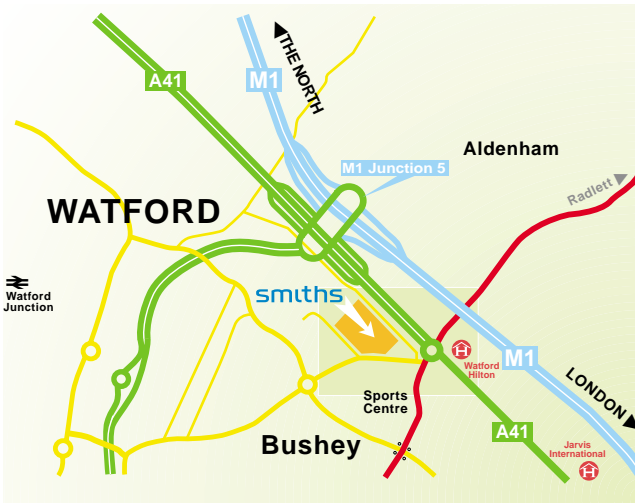 THE NORTH
A41
M1
Aldenham
M1 Junction 5
Radlett
WATFORD
smiths
Watford
Junction
H
Watford
Hilton
M1
Sports
Centre
LONDON
A41
Bushey
Jarvis
International
H